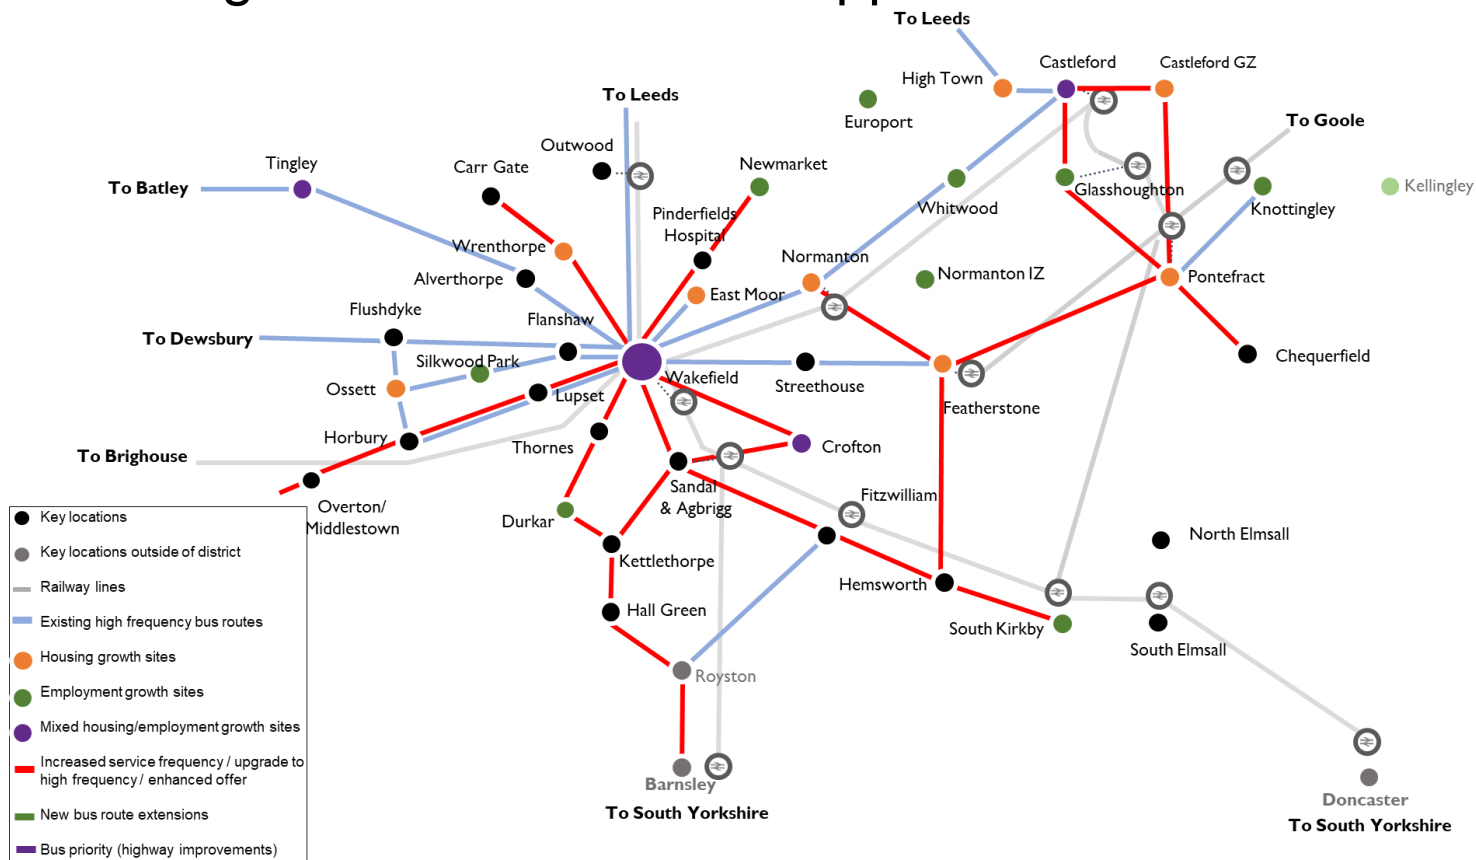 To Leeds
Castleford
Castleford GZ
High Town
To Leeds
Europort
To Goole
Outwood
Tingley
Carr Gate
Newmarket
To Batley
Glasshoughton
Kellingley
Whitwood
Knottingley
Pinderfields
Hospital
Wrenthorpe
Normanton
Alverthorpe
Normanton IZ
Pontefract
East Moor
Flushdyke
Flanshaw
To Dewsbury
Silkwood Park
Chequerfield
Wakefield
Streethouse
Ossett
Lupset
Featherstone
Horbury
Thornes
Crofton
To Brighouse
Sandal
& Agbrigg
Fitzwilliam
Overton/
Middlestown
Durkar
North Elmsall
Kettlethorpe
Hemsworth
Hall Green
South Kirkby
South Elmsall
Royston
Barnsley
To South Yorkshire
Doncaster
To South Yorkshire
Key locations
Key locations outside of district
Railway lines
Existing high frequency bus routes
Housing growth sites
Employment growth sites
Mixed housing/employment growth sites
Increased service frequency / upgrade to
high frequency / enhanced offer
New bus route extensions
Bus priority (highway improvements)